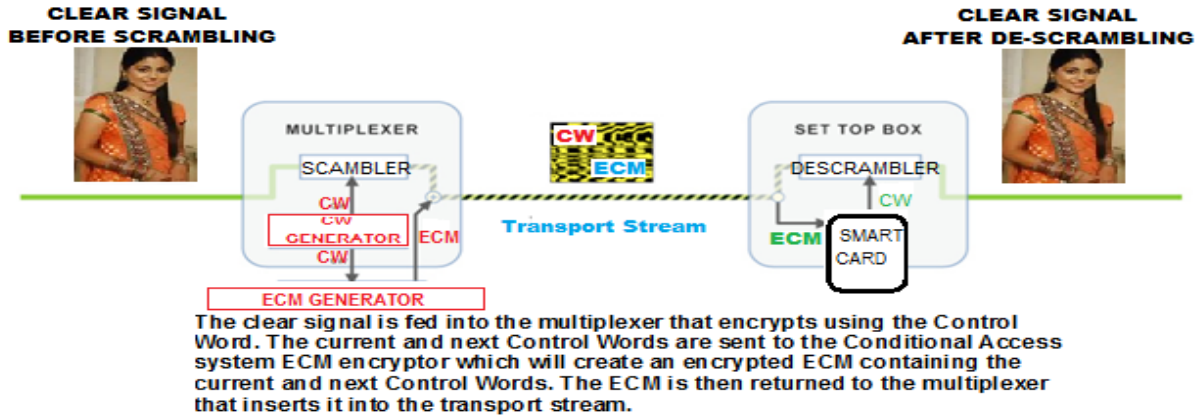 CLEAR SIGNAL
BEFORE SCRAMBLING
CLEAR SIGNAL
AFTER DE-SCRAMBLING
MULTIPLEXER
SCAMBLER
CW
CW
GENERATOR
CW
ECM
ECM GENERATOR
CW
ECM
Transport Stream
SET TOP BOX
DESCRAMBLER
CW
ECM
SMART
CARD
The clear signal is fed into the multiplexer that encrypts using the Control
Word. The current and next Control Words are sent to the Conditional Access
system ECM encryptor which will create an encrypted ECM containing the
current and next Control Words. The ECM is then returned to the multiplexer
that inserts it into the transport stream.